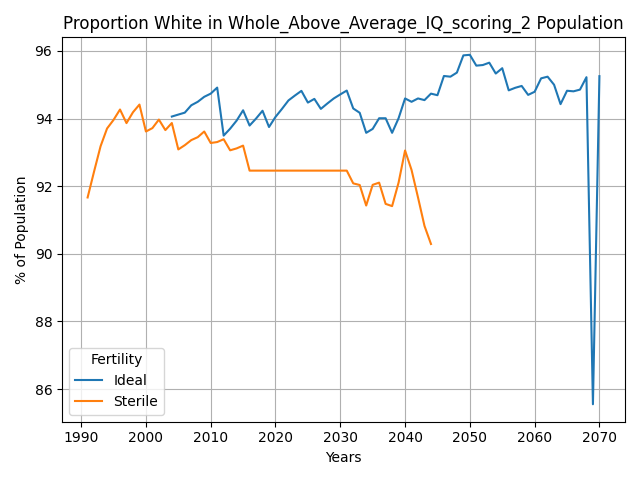 Proportion White in Whole_Above_Average_IQ_scoring_2 Population
% of Population
96
94
92
90
88
86
Fertility
Ideal
Sterile
1990 2000 2010 2020 2030 2040 2050 2060 2070
Years